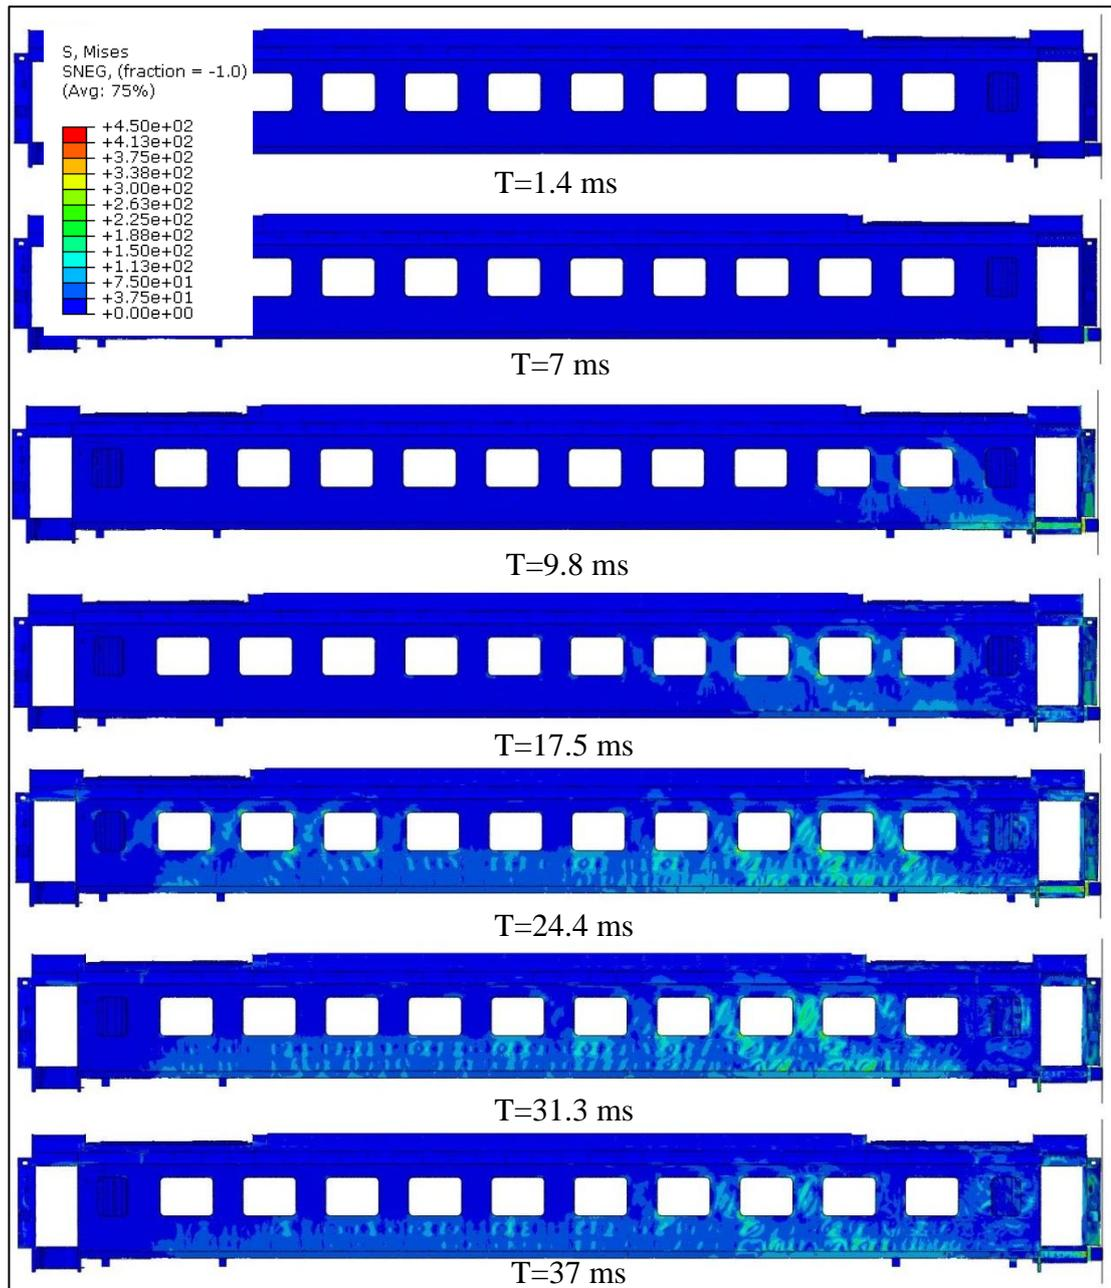 S, Mises
SNEG, (fraction = -1.0)
(Avg: 75%)
+4.50e+02
+4.13e+02
+3.75e+02
+3.38e+02
+3.00e+02
+2.63e+02
+2.25e+02
+1.88e+02
+1.50e+02
+1.13e+02
+7.50e+01
+3.75e+01
+0.00e+00
T=1.4 ms
T=7 ms
T=9.8 ms
T=17.5 ms
T=24.4 ms
T=31.3 ms
T=37 ms